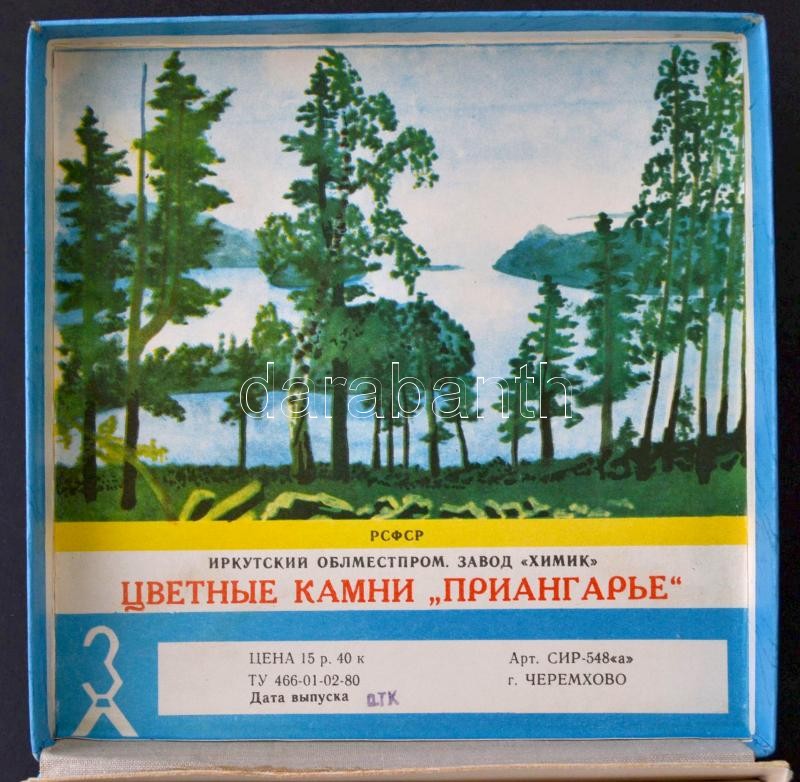 darabanth
РСФСР
ИРКУТСКИЙ ОБЛМЕСТПРОМ. ЗАВОД «ХИМИК»
ЦВЕТНЫЕ КАМНИ „ПРИАНГАРЬЕ“
ЗХ
ЦЕНА 15 р. 40 к
ТУ 466-01-02-80
Дата выпуска ОТК
Арт. СИР-548«а»
г. ЧЕРЕМХОВО